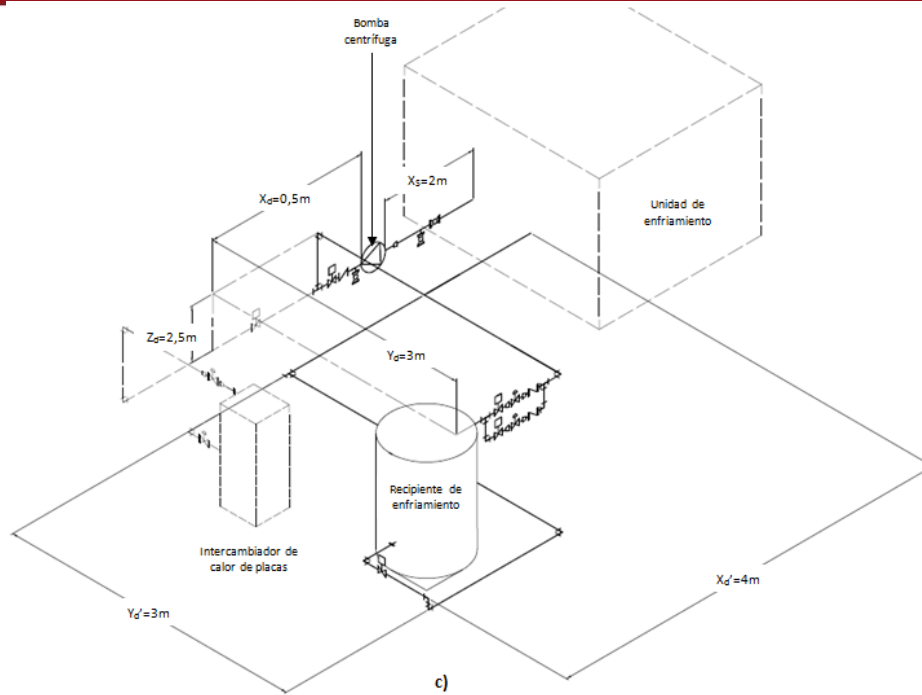 Bomba
centrífuga
Xs=2m
Xd=0,5m
Unidad de
enfriamiento
Zd=2,5m
Yd=3m
Recipiente de
enfriamiento
Intercambiador de
calor de placas
Xd'=4m
Yd'=3m
c)